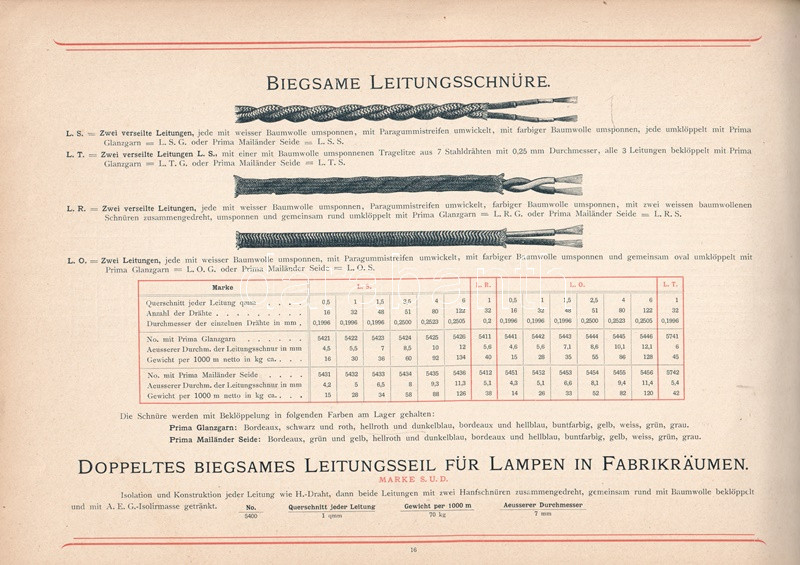 BIEGSAME LEITUNGSSCHNÜRE.
L. S. = Zwei verseilte Leitungen, jede mit weisser Baumwolle umsponnen, mit Paragummistreifen umwickelt, mit farbiger Baumwolle umsponnen, jede umklöppelt mit Prima
Glanzgarn = L. S. G. oder Prima Mailänder Seide = L. S. S.
L. T. = Zwei verseilte Leitungen L. S., mit einer mit Baumwolle umsponnenen Tragelitze aus 7 Stahldrähten mit 0,25 mm Durchmesser, alle 3 Leitungen beklöppelt mit Prima
Glanzgarn = L. T. G. oder Prima Mailänder Seide = L. T. S.
L. R. = Zwei verseilte Leitungen, jede mit weisser Baumwolle umsponnen, Paragummistreifen umwickelt, farbiger Baumwolle umsponnen, mit zwei weissen baumwollenen
Schnüren zusammengedreht, umsponnen und gemeinsam rund umklöppelt mit Prima Glanzgarn = L. R. G. oder Prima Mailänder Seide = L. R. S.
L. O. = Zwei Leitungen, jede mit weisser Baumwolle umsponnen, mit Paragummistreifen umwickelt, mit farbiger Baumwolle umsponnen und gemeinsam oval umklöppelt mit
Prima Glanzgarn = L. O. G. oder Prima Mailänder Seide = L. O. S.
Marke L. S. L. R. L. O. L. T.
Querschnitt jeder Leitung qmm . . . . 0,5 1 1,5 2,5 4 6 1 0,5 1 1,5 2,5 4 6 1
Anzahl der Drähte . . . . . . . . . 16 32 48 51 80 122 32 16 32 48 51 80 122 32
Durchmesser der einzelnen Drähte in mm , 0,1996 0,1996 0,1996 0,2500 0,2523 0,2505 0,2 0,1996 0,1996 0,1996 0,2500 0,2523 0,2505 0,1996
No. mit Prima Glanzgarn . . . . . . 5421 5422 5423 5424 5425 5426 5411 5441 5442 5443 5444 5445 5446 5741
Aeusserer Durchm. der Leitungsschnur in mm 4,5 5,5 7 8,5 10 12 5,6 4,6 5,6 7,1 8,6 10,1 12,1 6
Gewicht per 1000 m netto in kg ca. . . . 16 30 36 60 92 134 40 15 28 35 55 86 128 45
No. mit Prima Mailänder Seide . . . . 5431 5432 5433 5434 5435 5436 5412 5451 5452 5453 5454 5455 5456 5742
Aeusserer Durchm. der Leitungsschnur in mm 4,2 5 6,5 8 9,3 11,3 5,1 4,3 5,1 6,6 8,1 9,4 11,4 5,4
Gewicht per 1000 m netto in kg ca. . . . 15 28 34 58 88 126 38 14 26 33 52 82 120 42
Die Schnüre werden mit Beklöppelung in folgenden Farben am Lager gehalten:
Prima Glanzgarn: Bordeaux, schwarz und roth, hellroth und dunkelblau, bordeaux und hellblau, buntfarbig, gelb, weiss, grün, grau.
Prima Mailänder Seide: Bordeaux, grün und gelb, hellroth und dunkelblau, bordeaux und hellblau, buntfarbig, gelb, weiss, grün, grau.
DOPPELTES BIEGSAMES LEITUNGSSEIL FÜR LAMPEN IN FABRIKRÄUMEN.
MARKE S. U. D.
Isolation und Konstruktion jeder Leitung wie H.-Draht, dann beide Leitungen mit zwei Hanfschnüren zusammengedreht, gemeinsam rund mit Baumwolle beklöppelt
und mit A. E. G.-Isolirmasse getränkt.
No. Querschnitt jeder Leitung Gewicht per 1000 m Aeusserer Durchmesser
5400 1 qmm 70 kg 7 mm
16